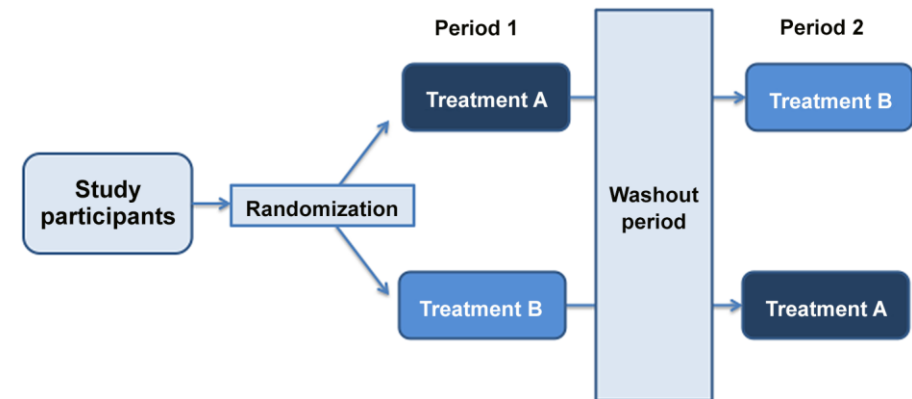 Period 1
Period 2
Treatment A
Treatment B
Study
participants
Randomization
Washout
period
Treatment B
Treatment A